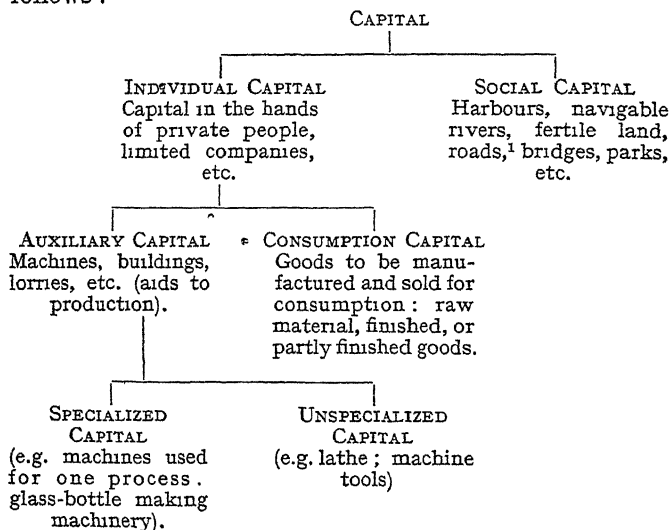 follows:
CAPITAL
INDIVIDUAL CAPITAL
Capital in the hands
of private people,
limited companies,
etc.
SOCIAL CAPITAL
Harbours, navigable
rivers, fertile land,
roads,¹ bridges, parks,
etc.
AUXILIARY CAPITAL
Machines, buildings,
lorries, etc. (aids to
production).
CONSUMPTION CAPITAL
Goods to be manu-
factured and sold for
consumption : raw
material, finished, or
partly finished goods.
SPECIALIZED
CAPITAL
(e.g. machines used
for one process.
glass-bottle making
machinery).
UNSPECIALIZED
CAPITAL
(e.g. lathe ; machine
tools)